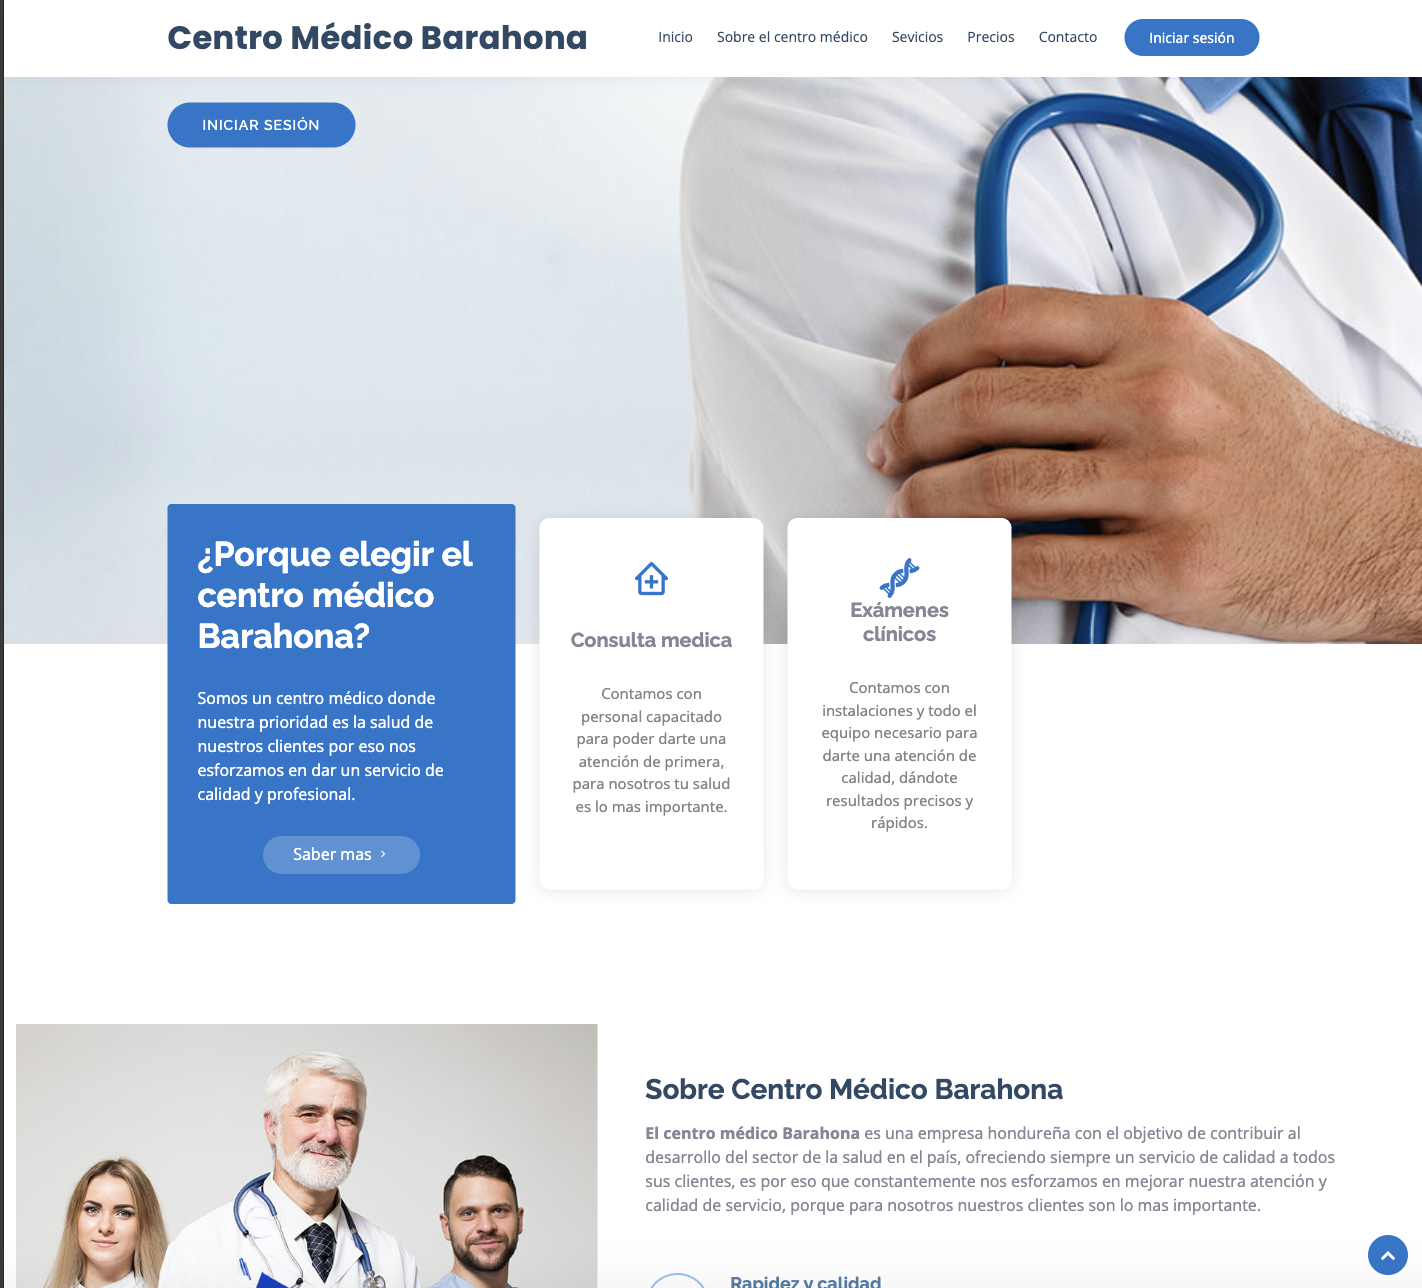 Centro Médico Barahona
Inicio
Sobre el centro médico
Sevicios
Precios
Contacto
Iniciar sesión
INICIAR SESIÓN
¿Porque elegir el
centro médico
Barahona?
Somos un centro médico donde
nuestra prioridad es la salud de
nuestros clientes por eso nos
esforzamos en dar un servicio de
calidad y profesional.
Saber mas
Consulta medica
Contamos con
personal capacitado
para poder darte una
atención de primera,
para nosotros tu salud
es lo mas importante.
Exámenes
clínicos
Contamos con
instalaciones y todo el
equipo necesario para
darte una atención de
calidad, dándote
resultados precisos y
rápidos.
Sobre Centro Médico Barahona
El centro médico Barahona es una empresa hondureña con el objetivo de contribuir al
desarrollo del sector de la salud en el país, ofreciendo siempre un servicio de calidad a todos
sus clientes, es por eso que constantemente nos esforzamos en mejorar nuestra atención y
calidad de servicio, porque para nosotros nuestros clientes son lo mas importante.
Rapidez y calidad